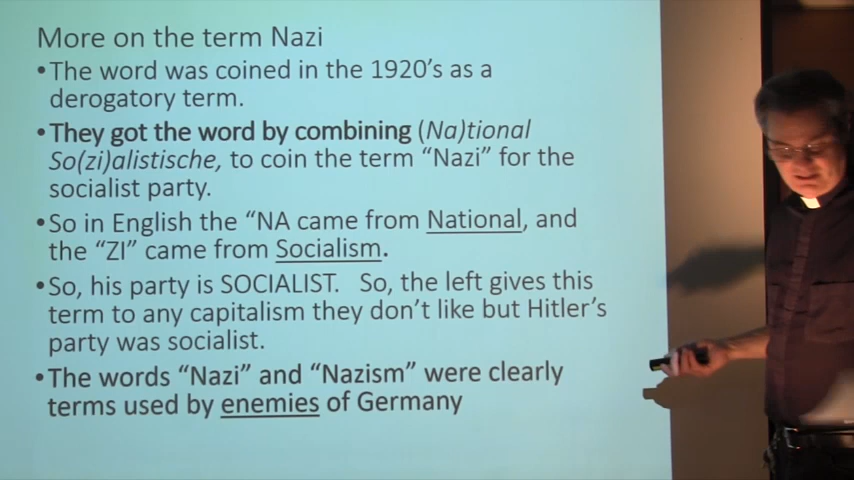 More on the term Nazi
•The word was coined in the 1920's as a
derogatory term.
•They got the word by combining (Na)tional
So(zi)alistische, to coin the term “Nazi” for the
socialist party.
•So in English the “NA came from National, and
the “ZI” came from Socialism.
•So, his party is SOCIALIST.   So, the left gives this
term to any capitalism they don't like but Hitler's
party was socialist.
•The words “Nazi” and “Nazism” were clearly
terms used by enemies of Germany